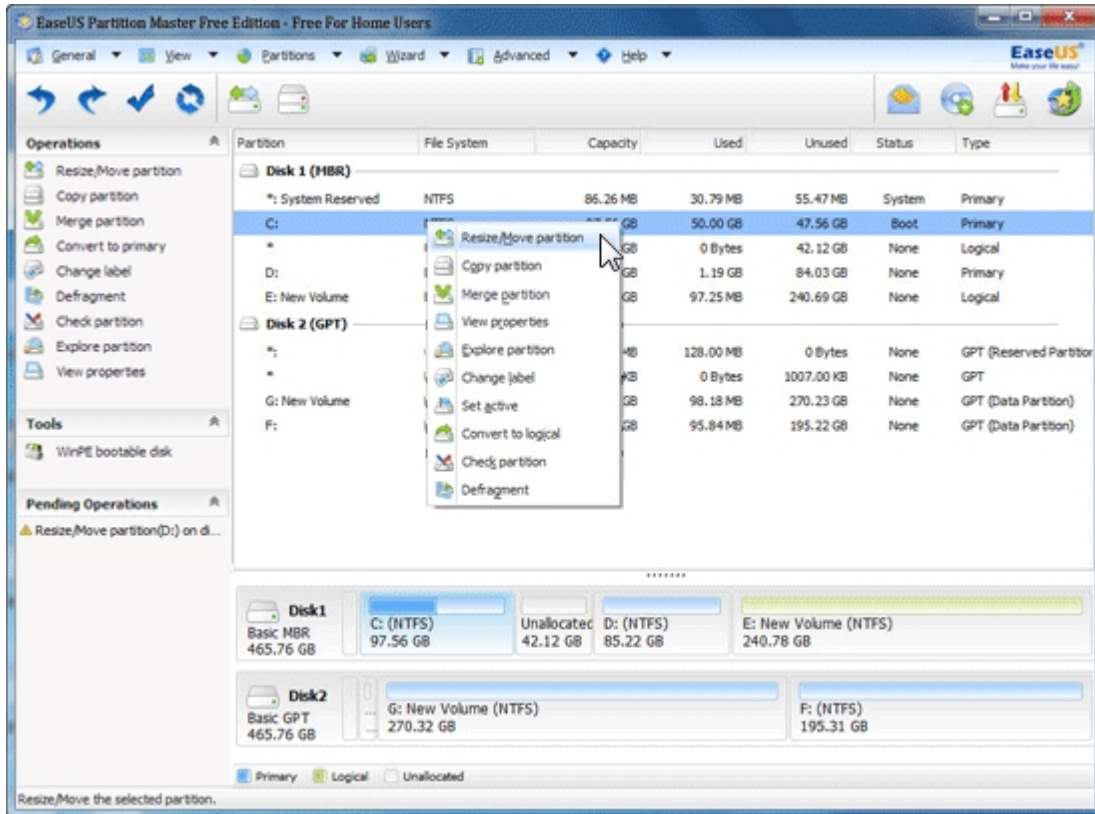 EaseUS Partition Master Free Edition - Free For Home Users
General View Partitions Wizard Advanced Help
EaseUS
Make your life easy!
Operations
Resize/Move partition
Copy partition
Merge partition
Convert to primary
Change label
Defragment
Check partition
Explore partition
View properties
Tools
WinPE bootable disk
Pending Operations
Resize/Move partition(D:) on di...
Partition File System Capacity Used Unused Status Type
Disk 1 (MBR)
*: System Reserved NTFS 86.26 MB 30.79 MB 55.47 MB System Primary
C: GB 50.00 GB 47.56 GB Boot Primary
* GB 0 Bytes 42.12 GB None Logical
D: GB 1.19 GB 84.03 GB None Primary
E: New Volume GB 97.25 MB 240.69 GB None Logical
Disk 2 (GPT)
*: MB 128.00 MB 0 Bytes None GPT (Reserved Partition
* KB 0 Bytes 1007.00 KB None GPT
G: New Volume GB 98.18 MB 270.23 GB None GPT (Data Partition)
F: GB 95.84 MB 195.22 GB None GPT (Data Partition)
Resize/Move partition
Copy partition
Merge partition
View properties
Explore partition
Change label
Set active
Convert to logical
Check partition
Defragment
Disk1
Basic MBR
465.76 GB
C: (NTFS)
97.56 GB
Unallocated
42.12 GB
D: (NTFS)
85.22 GB
E: New Volume (NTFS)
240.78 GB
Disk2
Basic GPT
465.76 GB
...
...
G: New Volume (NTFS)
270.32 GB
F: (NTFS)
195.31 GB
Primary Logical Unallocated
Resize/Move the selected partition.